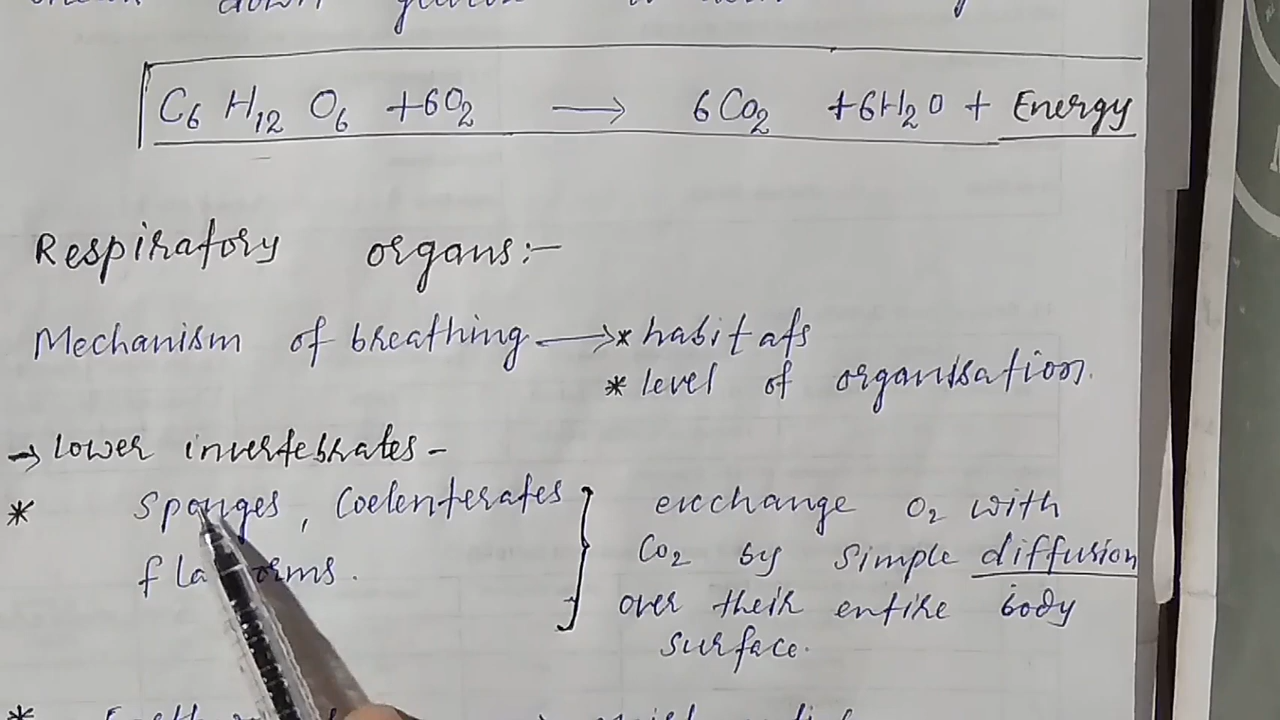 down
C6 H12 O6 +6O2 → 6CO2 +6H2O + Energy
Respiratory organs:-
Mechanism of breathing → * habitats
* level of organisation.
→ Lower invertebrates -
* Sponges, Coelenterates } exchange O2 with
CO2 by simple diffusion
over their entire body
surface.